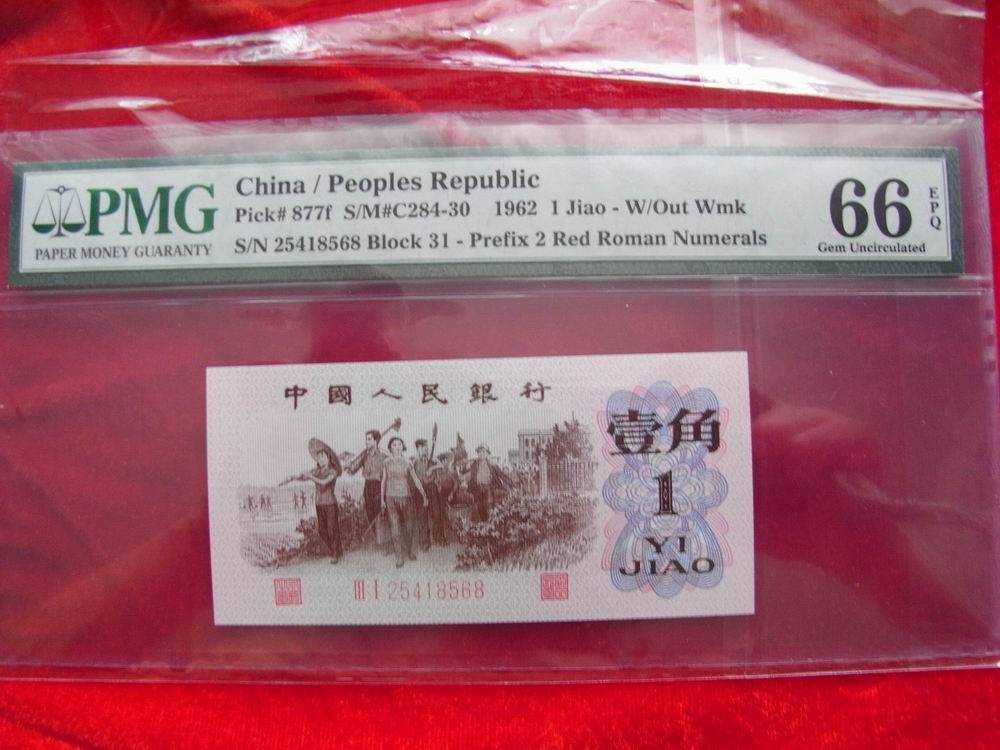 PMG
PAPER MONEY GUARANTY
China / Peoples Republic
Pick# 877f S/M#C284-30 1962 1 Jiao - W/Out Wmk
S/N 25418568 Block 31 - Prefix 2 Red Roman Numerals
66
EPQ
Gem Uncirculated
中國人民銀行
壹角
1
YI
JIAO
III I 25418568